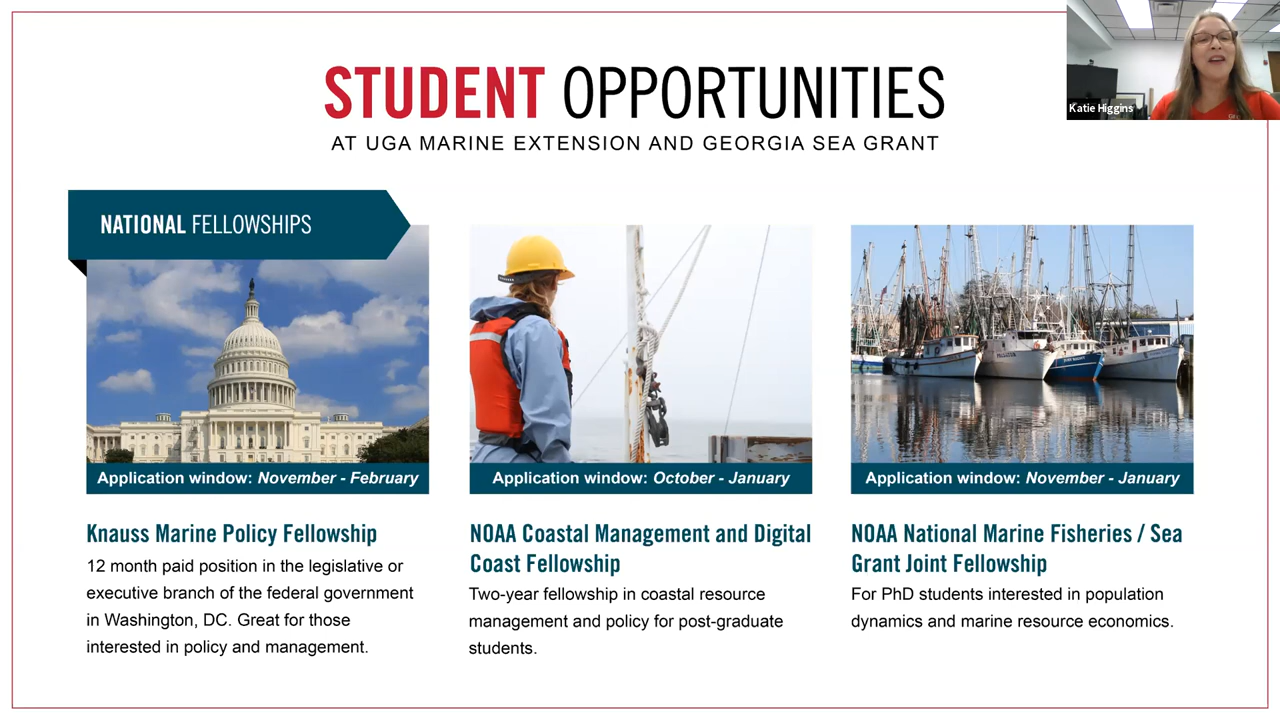 STUDENT OPPORTUNITIES
AT UGA MARINE EXTENSION AND GEORGIA SEA GRANT
Katie Higgins
NATIONAL FELLOWSHIPS
Application window: November - February
Knauss Marine Policy Fellowship
12 month paid position in the legislative or
executive branch of the federal government
in Washington, DC. Great for those
interested in policy and management.
Application window: October - January
NOAA Coastal Management and Digital
Coast Fellowship
Two-year fellowship in coastal resource
management and policy for post-graduate
students.
Application window: November - January
NOAA National Marine Fisheries / Sea
Grant Joint Fellowship
For PhD students interested in population
dynamics and marine resource economics.